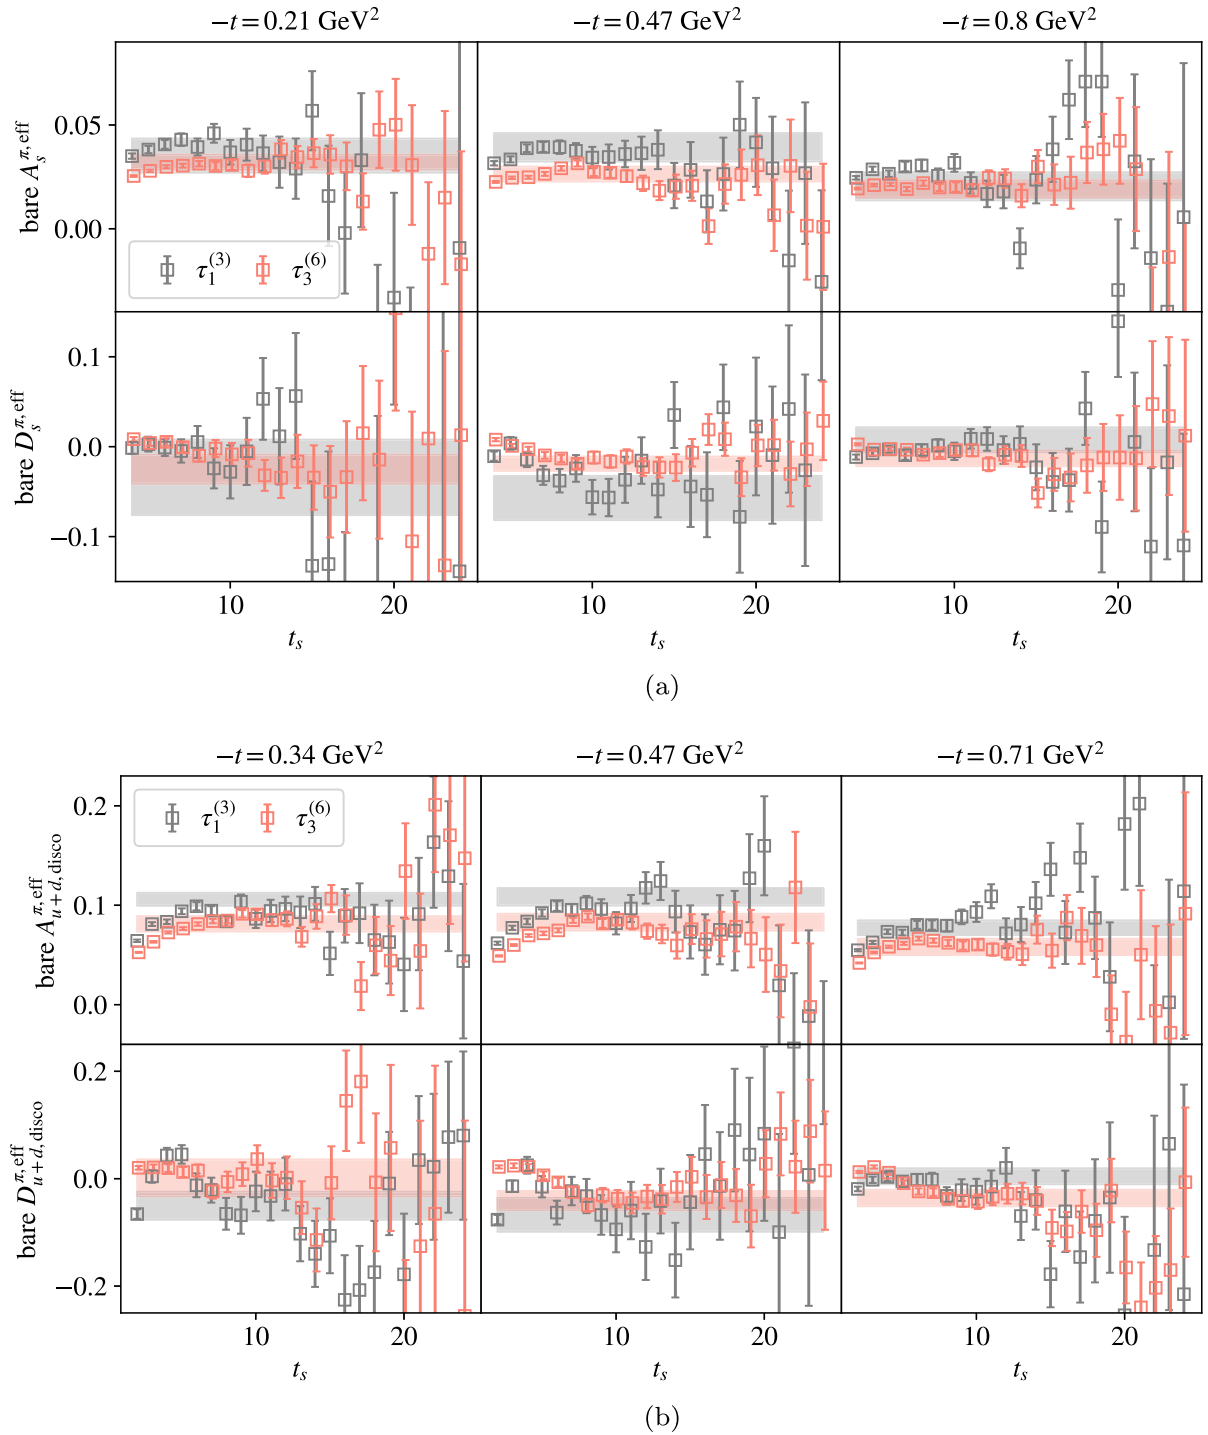 −t = 0.21 GeV² −t = 0.47 GeV² −t = 0.8 GeV²
bare A_s^{π,eff}
0.05
0.00
τ₁⁽³⁾ τ₃⁽⁶⁾
bare D_s^{π,eff}
0.1
0.0
−0.1
10 20 10 20 10 20
t_s t_s t_s
(a)
−t = 0.34 GeV² −t = 0.47 GeV² −t = 0.71 GeV²
τ₁⁽³⁾ τ₃⁽⁶⁾
bare A_{u+d,disco}^{π,eff}
0.2
0.1
0.0
bare D_{u+d,disco}^{π,eff}
0.2
0.0
−0.2
10 20 10 20 10 20
t_s t_s t_s
(b)